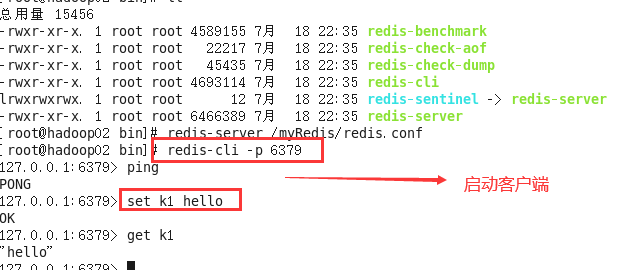 总用量 15456
-rwxr-xr-x. 1 root root 4589155 7月  18 22:35 redis-benchmark
-rwxr-xr-x. 1 root root   22217 7月  18 22:35 redis-check-aof
-rwxr-xr-x. 1 root root   45435 7月  18 22:35 redis-check-dump
-rwxr-xr-x. 1 root root 4693114 7月  18 22:35 redis-cli
lrwxrwxrwx. 1 root root      12 7月  18 22:35 redis-sentinel -> redis-server
-rwxr-xr-x. 1 root root 6466389 7月  18 22:35 redis-server
[root@hadoop02 bin]# redis-server /myRedis/redis.conf
[root@hadoop02 bin]# redis-cli -p 6379
127.0.0.1:6379> ping
PONG
启动客户端
127.0.0.1:6379> set k1 hello
OK
127.0.0.1:6379> get k1
"hello"
127.0.0.1:6379>